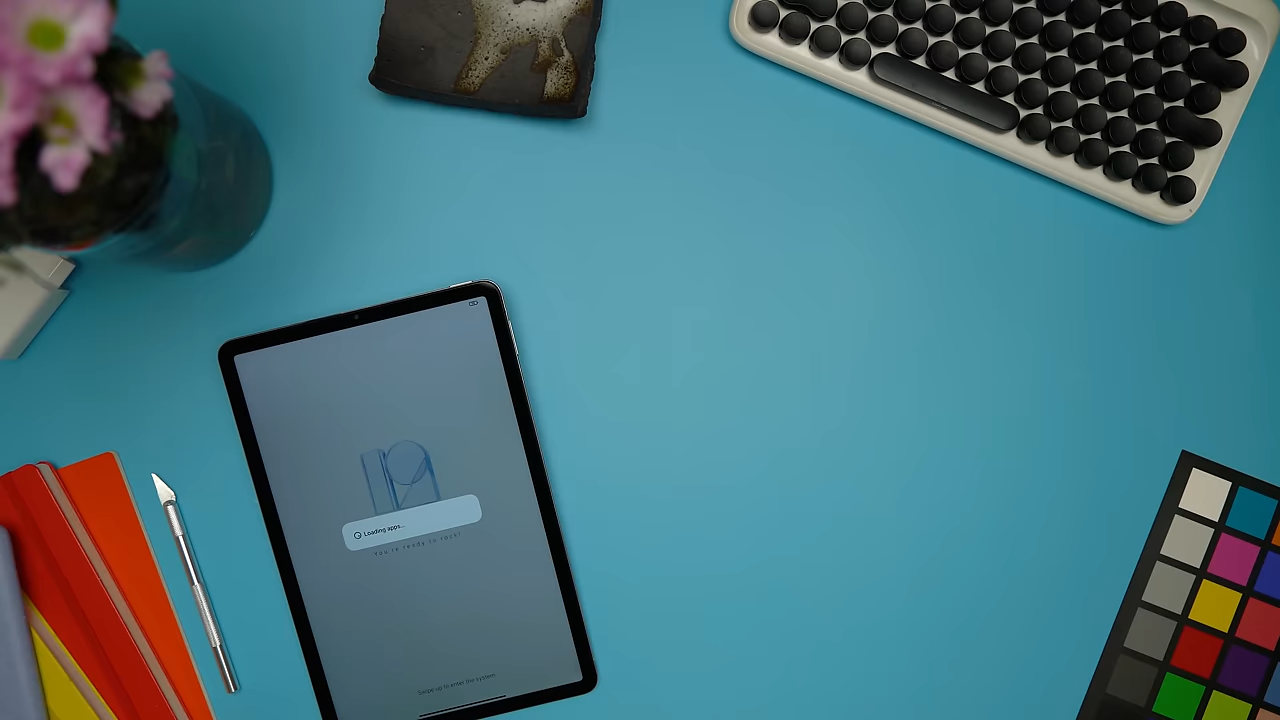 Loading apps...
You're ready to rock!
Swipe up to enter the system